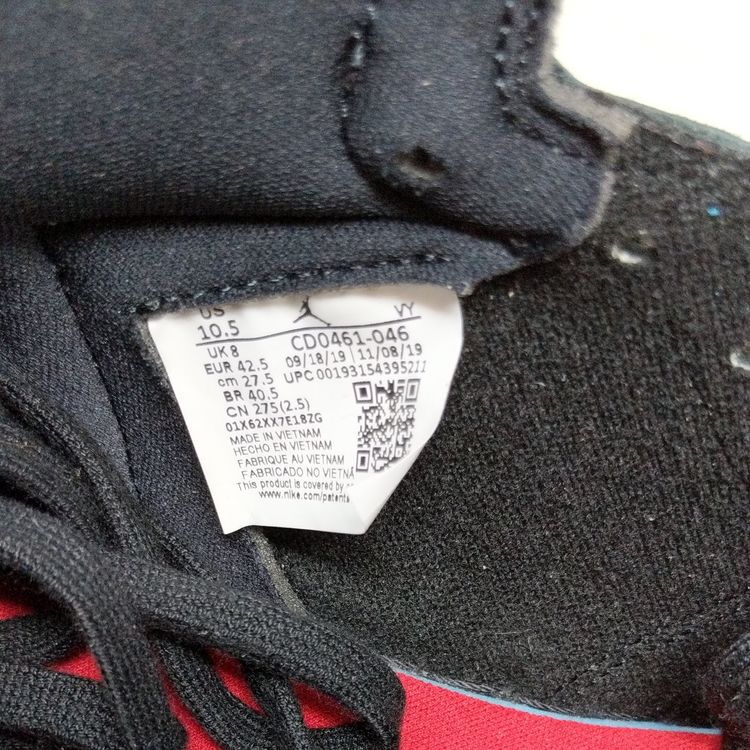 US VY
10.5 CD0461-046
UK 8 09/18/19 11/08/19
EUR 42.5 UPC 00193154395211
cm 27.5
BR 40.5
CN 275(2.5)
01X62XX7E18ZG
MADE IN VIETNAM
HECHO EN VIETNAM
FABRIQUE AU VIETNAM
FABRICADO NO VIETNA
This product is covered by
www.nike.com/patents